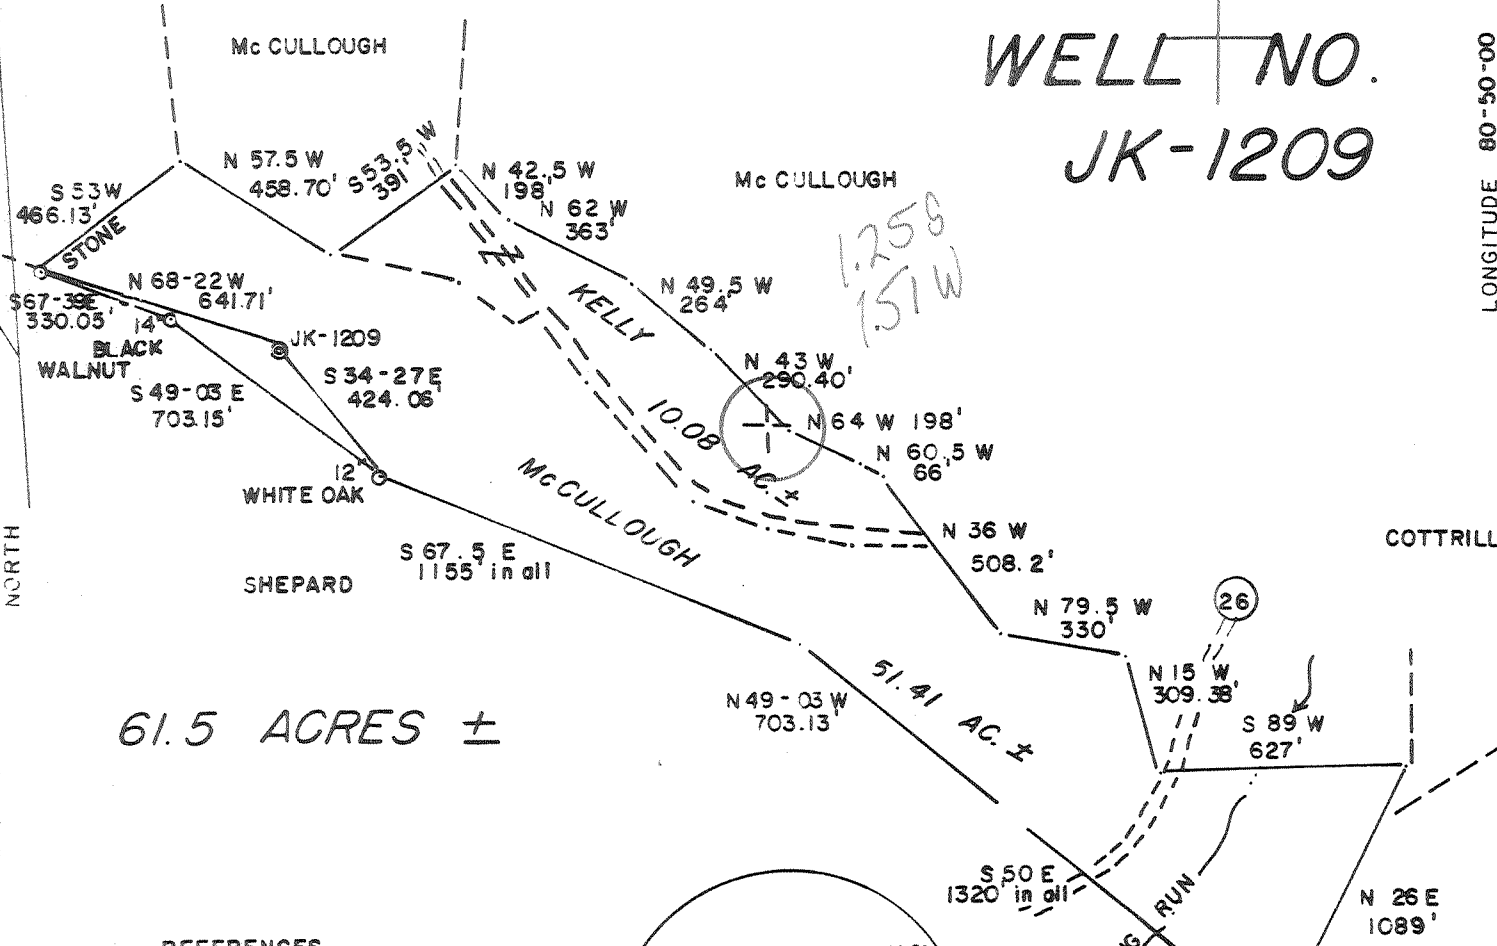 Mc CULLOUGH
WELL NO.
JK-1209
LONGITUDE 80-50-00
N 57.5 W
458.70'
S 53.5 W
391'
N 42.5 W
198'
Mc CULLOUGH
S 53 W
466.13'
STONE
N 62 W
363'
1.25 S
1.51 W
N 68-22 W
641.71'
S 67-39 E
330.05'
14"
BLACK
WALNUT
JK-1209
KELLY
N 49.5 W
264'
S 34-27 E
424.06'
S 49-03 E
703.15'
N 43 W
290.40'
10.08 AC. ±
N 64 W 198'
N 60.5 W
66'
12"
WHITE OAK
McCULLOUGH
N 36 W
508.2'
COTTRILL
NORTH
S 67.5 E
1155' in all
SHEPARD
N 79.5 W
330'
26
N 15 W
309.38'
51.41 AC. ±
N 49-03 W
703.13'
S 89 W
627'
61.5 ACRES ±
S 50 E
1320' in all
RUN
N 26 E
1089'
REFERENCES